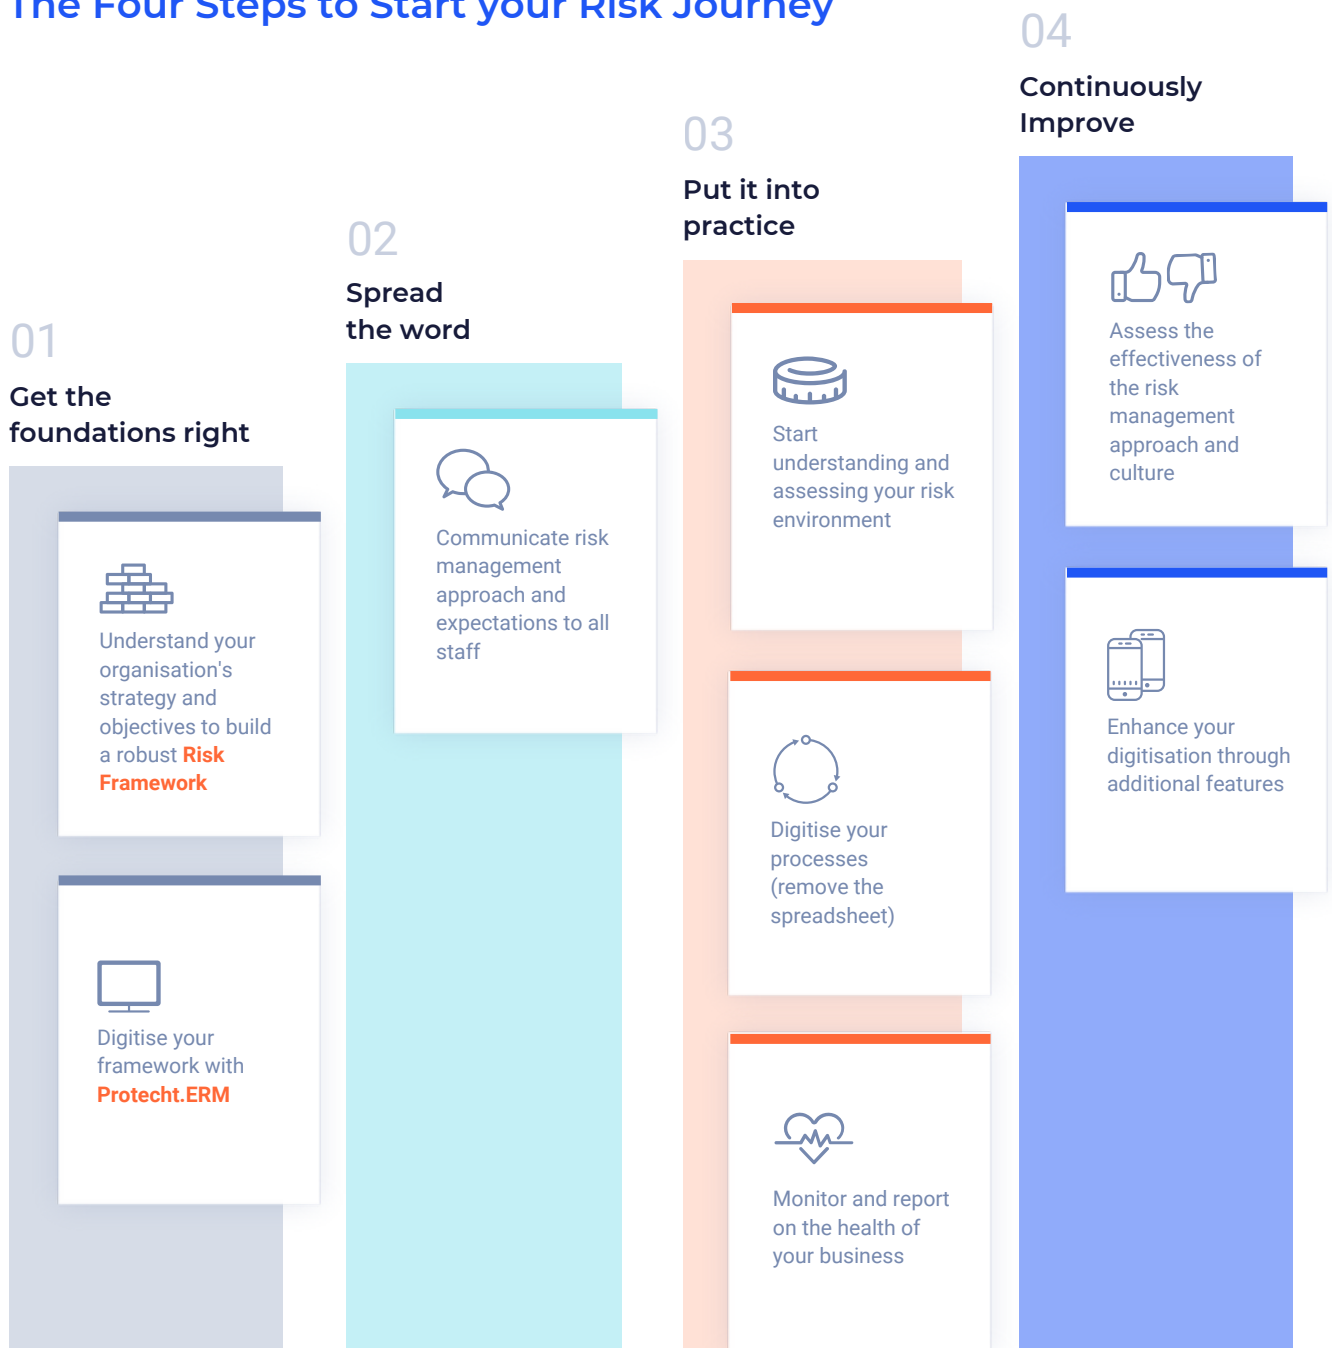 The Four Steps to Start your Risk Journey
01
Get the
foundations right
Understand your
organisation's
strategy and
objectives to build
a robust Risk
Framework
Digitise your
framework with
Protecht.ERM
02
Spread
the word
Communicate risk
management
approach and
expectations to all
staff
03
Put it into
practice
Start
understanding and
assessing your risk
environment
Digitise your
processes
(remove the
spreadsheet)
Monitor and report
on the health of
your business
04
Continuously
Improve
Assess the
effectiveness of
the risk
management
approach and
culture
Enhance your
digitisation through
additional features